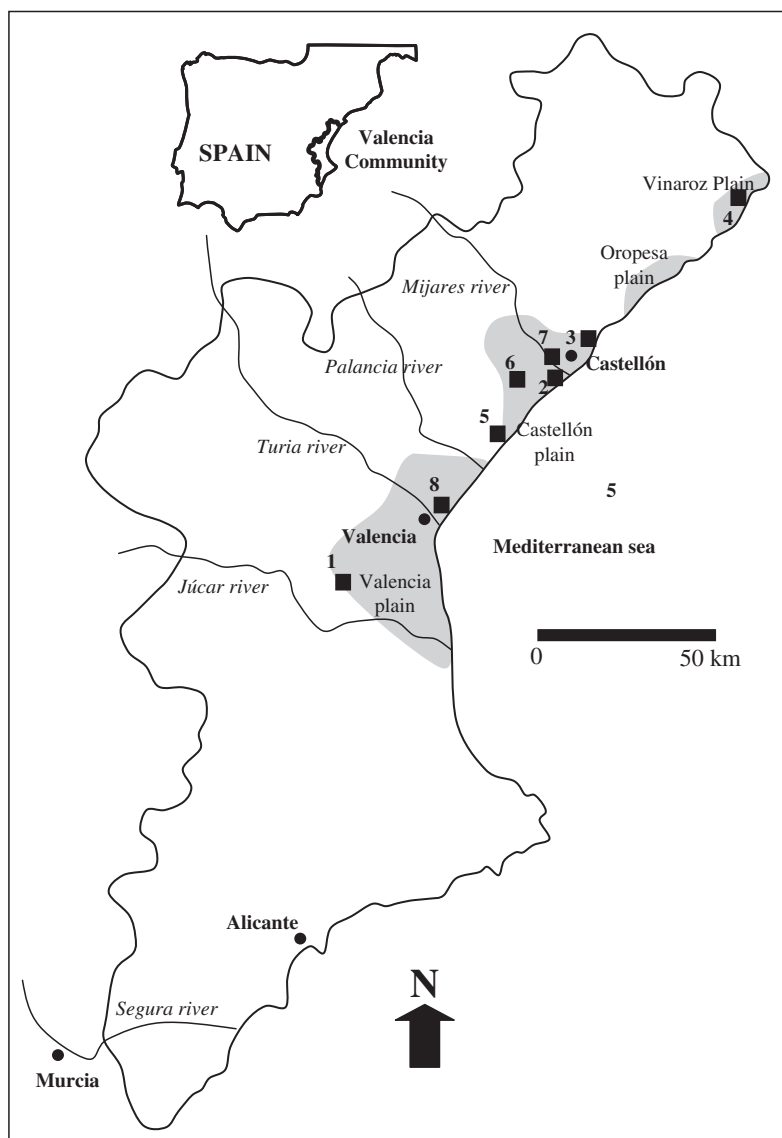 SPAIN
Valencia
Community
Vinaroz Plain
4
Oropesa
plain
Mijares river
7
3
Castellón
6
2
Palancia river
5
Castellón
plain
Turia river
5
8
Valencia
Mediterranean sea
1
Valencia
plain
Júcar river
0
50 km
Alicante
N
Segura river
Murcia